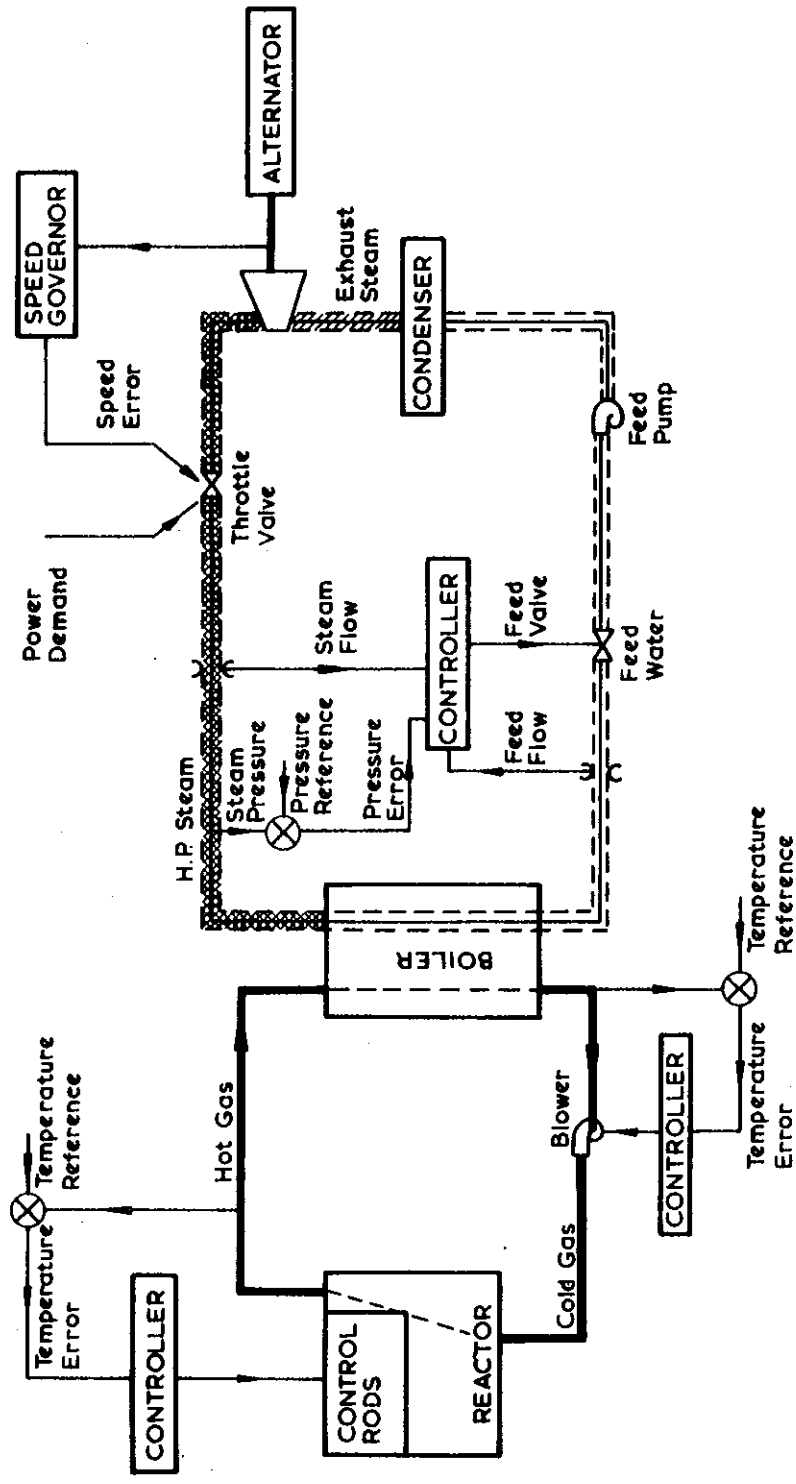 CONTROLLER
Temperature
Error
Temperature
Reference
CONTROL
RODS
REACTOR
Hot Gas
Cold Gas
Blower
CONTROLLER
Temperature
Error
Temperature
Reference
BOILER
H.P. Steam
Steam
Pressure
Pressure
Reference
Pressure
Error
Steam
Flow
CONTROLLER
Feed
Flow
Feed
Valve
Feed
Water
Feed
Pump
Power
Demand
Speed
Error
Throttle
Valve
SPEED
GOVERNOR
ALTERNATOR
Exhaust
Steam
CONDENSER